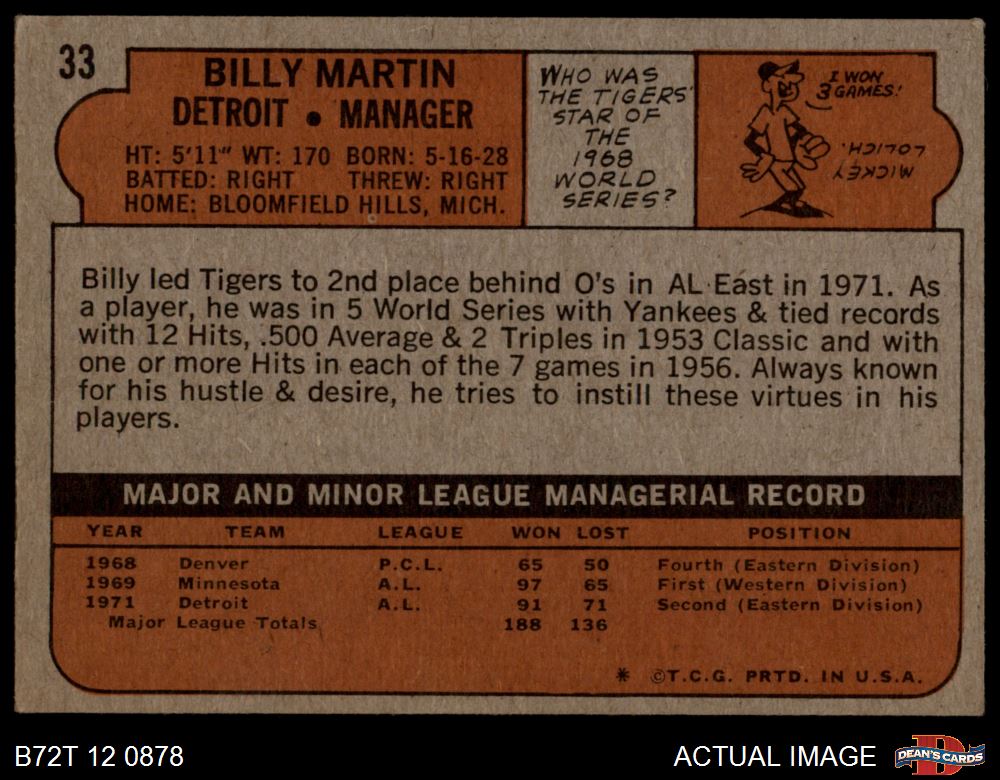 33
BILLY MARTIN
DETROIT • MANAGER
HT: 5'11" WT: 170 BORN: 5-16-28
BATTED: RIGHT THREW: RIGHT
HOME: BLOOMFIELD HILLS, MICH.
WHO WAS
THE TIGERS'
STAR OF
THE
1968
WORLD
SERIES?
I WON
3 GAMES!
MICKEY
LOLICH.
Billy led Tigers to 2nd place behind O's in AL East in 1971. As
a player, he was in 5 World Series with Yankees & tied records
with 12 Hits, .500 Average & 2 Triples in 1953 Classic and with
one or more Hits in each of the 7 games in 1956. Always known
for his hustle & desire, he tries to instill these virtues in his
players.
MAJOR AND MINOR LEAGUE MANAGERIAL RECORD
YEAR TEAM LEAGUE WON LOST POSITION
1968 Denver P.C.L. 65 50 Fourth (Eastern Division)
1969 Minnesota A.L. 97 65 First (Western Division)
1971 Detroit A.L. 91 71 Second (Eastern Division)
Major League Totals 188 136
* ©T.C.G. PRTD. IN U.S.A.
B72T 12 0878
ACTUAL IMAGE
DEAN'S CARDS